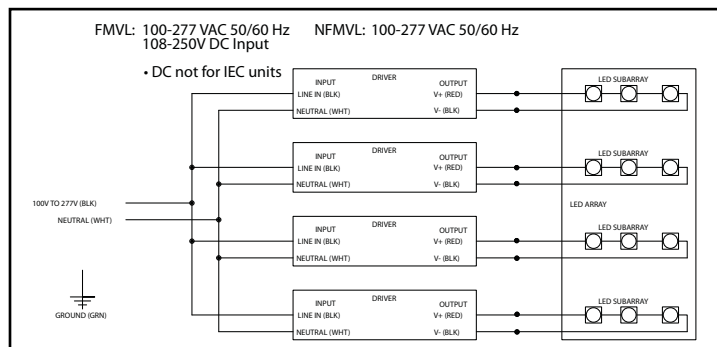 FMVL: 100-277 VAC 50/60 Hz NFMVL: 100-277 VAC 50/60 Hz
108-250V DC Input
• DC not for IEC units
DRIVER
INPUT OUTPUT
LINE IN (BLK) V+ (RED)
NEUTRAL (WHT) V- (BLK)
LED SUBARRAY
DRIVER
INPUT OUTPUT
LINE IN (BLK) V+ (RED)
NEUTRAL (WHT) V- (BLK)
LED SUBARRAY
100V TO 277V (BLK)
NEUTRAL (WHT)
LED ARRAY
DRIVER
INPUT OUTPUT
LINE IN (BLK) V+ (RED)
NEUTRAL (WHT) V- (BLK)
LED SUBARRAY
DRIVER
INPUT OUTPUT
LINE IN (BLK) V+ (RED)
NEUTRAL (WHT) V- (BLK)
LED SUBARRAY
GROUND (GRN)